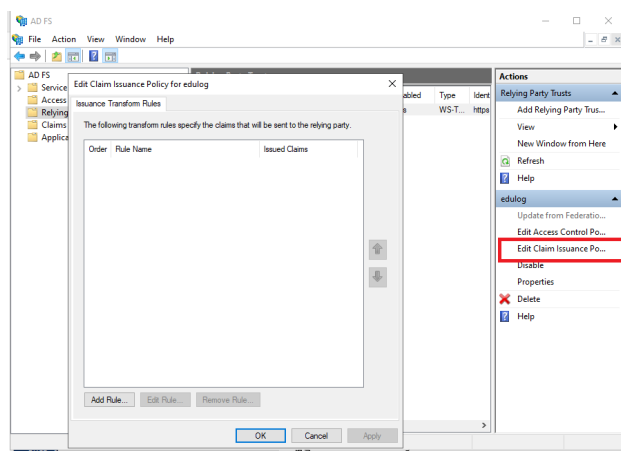 AD FS
File Action View Window Help
AD FS
Service
Access
Relying
Claims
Applica
Edit Claim Issuance Policy for edulog
Issuance Transform Rules
The following transform rules specify the claims that will be sent to the relying party.
Order Rule Name Issued Claims
Add Rule... Edit Rule... Remove Rule...
OK Cancel Apply
abled Type Ident
s WS-T... https
Actions
Relying Party Trusts
Add Relying Party Trus...
View
New Window from Here
Refresh
Help
edulog
Update from Federatio...
Edit Access Control Po...
Edit Claim Issuance Po...
Disable
Properties
Delete
Help